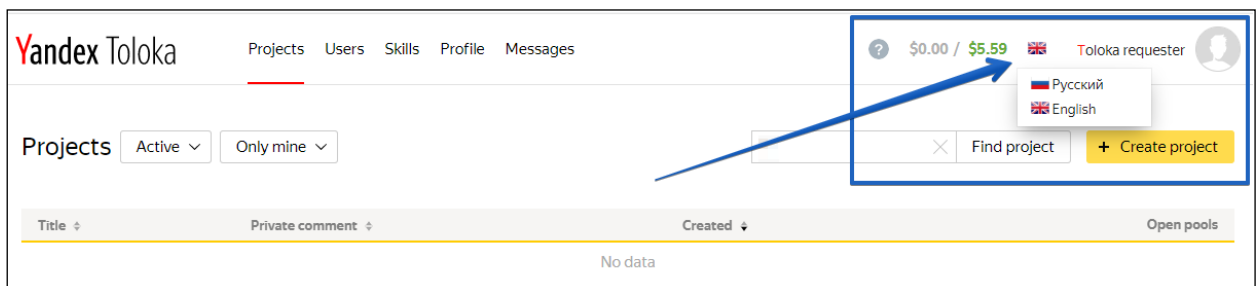 Yandex Toloka Projects Users Skills Profile Messages ? $0.00 / $5.59 Toloka requester
Русский
English
Projects Active Only mine Find project + Create project
Title Private comment Created Open pools
No data